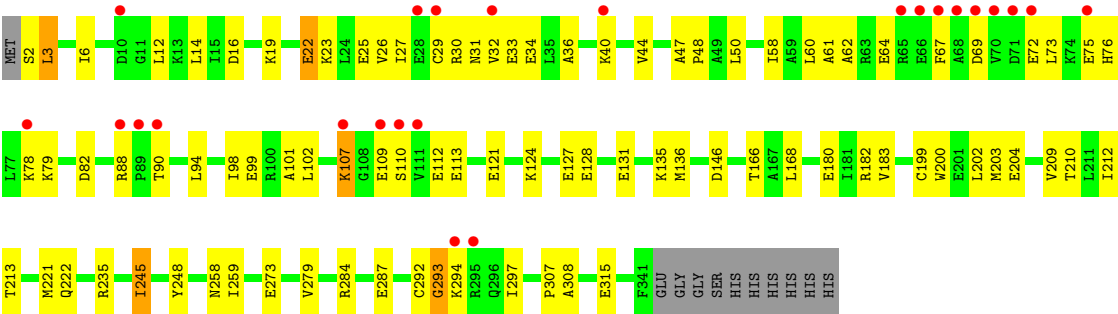 MET S2 L3 I6 D10 G11 L12 K13 L14 I15 D16 K19 E22 K23 L24 E25 V26 I27 E28 C29 R30 N31 V32 E33 E34 L35 A36 K40 V44 A47 P48 A49 L50 I58 A59 L60 A61 A62 R63 E64 R65 E66 F67 A68 D69 V70 D71 E72 L73 K74 E75 H76
L77 K78 K79 D82 R88 P89 T90 L94 I98 E99 R100 A101 L102 K107 G108 E109 S110 V111 E112 E113 E121 K124 E127 E128 E131 K135 M136 D146 T166 A167 L168 E180 I181 R182 V183 C199 W200 E201 L202 M203 E204 V209 T210 L211 I212
T213 M221 Q222 R235 I245 Y248 N258 I259 E273 V279 R284 E287 C292 G293 K294 R295 Q296 I297 P307 A308 E315 F341 GLU GLY GLY SER HIS HIS HIS HIS HIS HIS